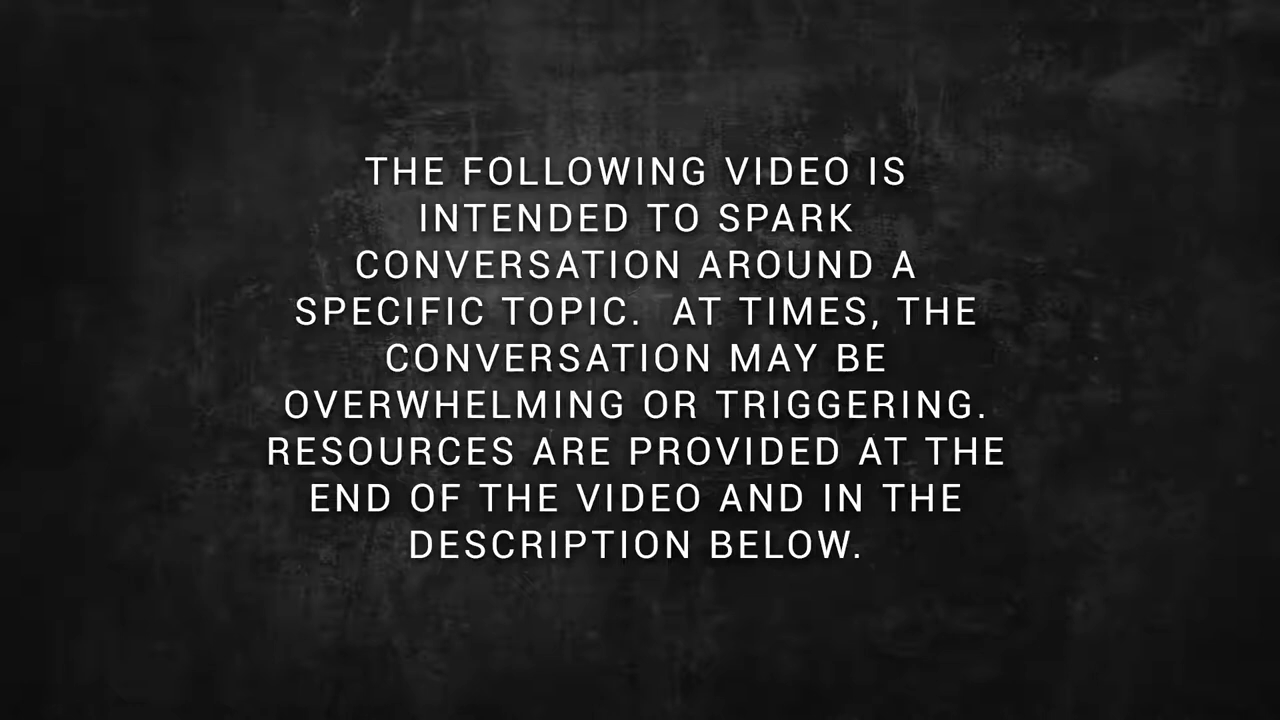 THE FOLLOWING VIDEO IS
INTENDED TO SPARK
CONVERSATION AROUND A
SPECIFIC TOPIC.  AT TIMES, THE
CONVERSATION MAY BE
OVERWHELMING OR TRIGGERING.
RESOURCES ARE PROVIDED AT THE
END OF THE VIDEO AND IN THE
DESCRIPTION BELOW.